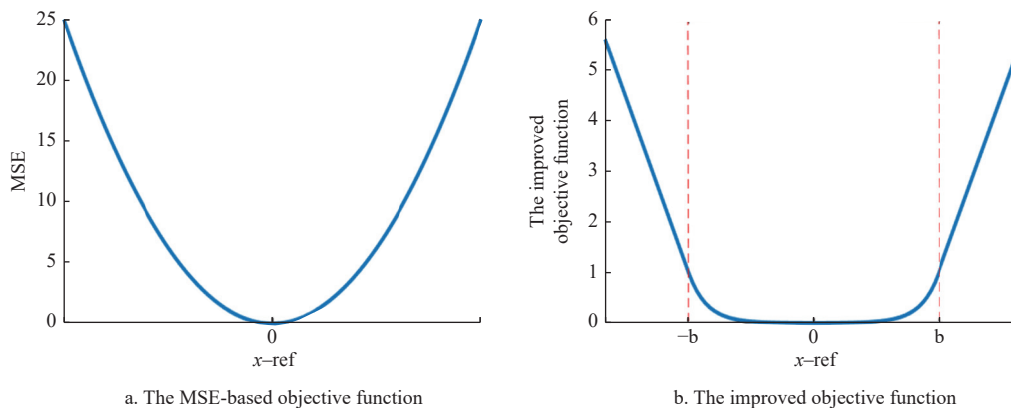 25
20
15
10
5
0
MSE
0
x–ref
a. The MSE-based objective function
6
5
4
3
2
1
0
The improved
objective function
−b
0
b
x–ref
b. The improved objective function